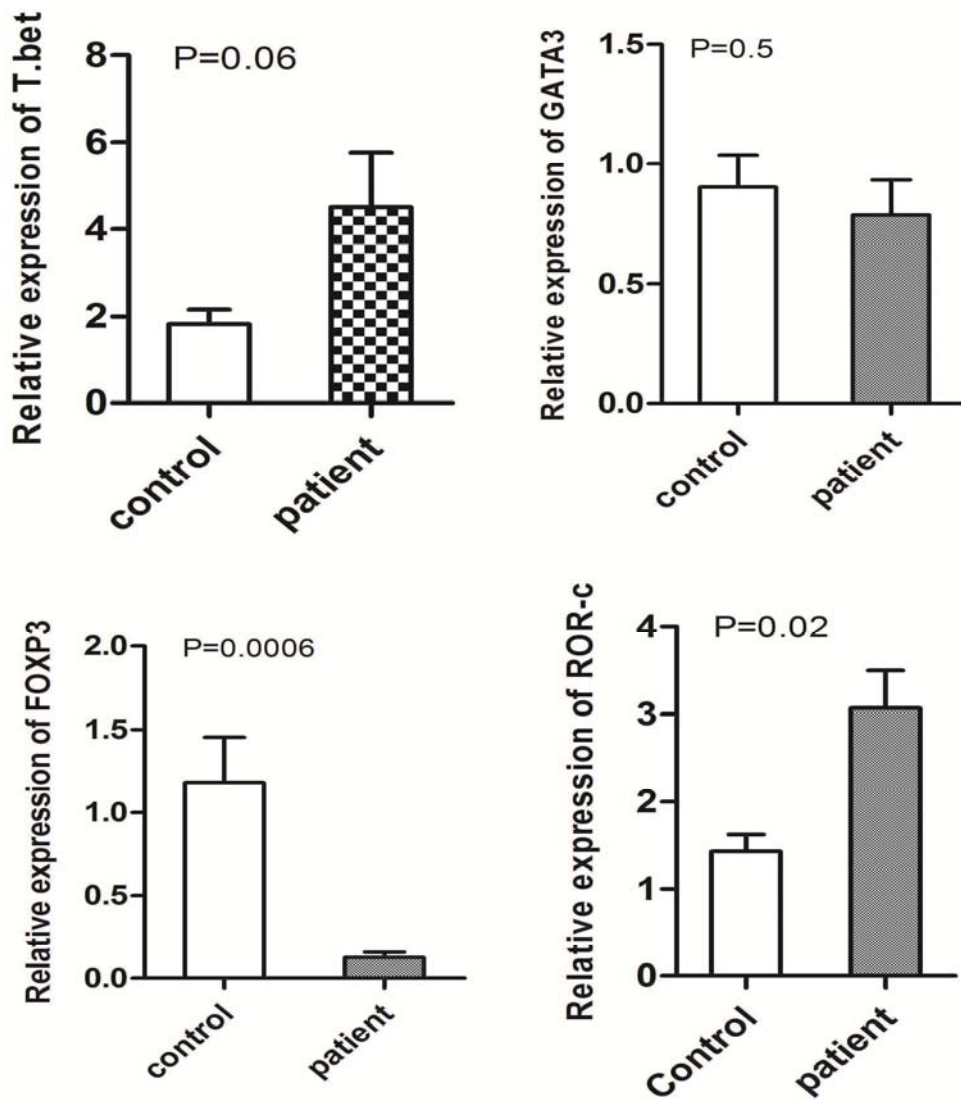 Relative expression of T.bet
P=0.06
8
6
4
2
0
control
patient
Relative expression of GATA3
P=0.5
1.5
1.0
0.5
0.0
control
patient
Relative expression of FOXP3
P=0.0006
2.0
1.5
1.0
0.5
0.0
control
patient
Relative expression of ROR-c
P=0.02
4
3
2
1
0
Control
patient